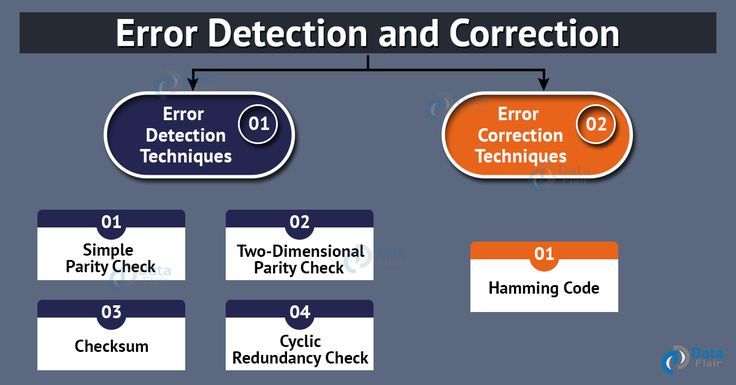 Error Detection and Correction
Error
Detection
Techniques
01
Error
Correction
Techniques
02
01
Simple
Parity Check
02
Two-Dimensional
Parity Check
03
Checksum
04
Cyclic
Redundancy Check
01
Hamming Code
Data
Flair